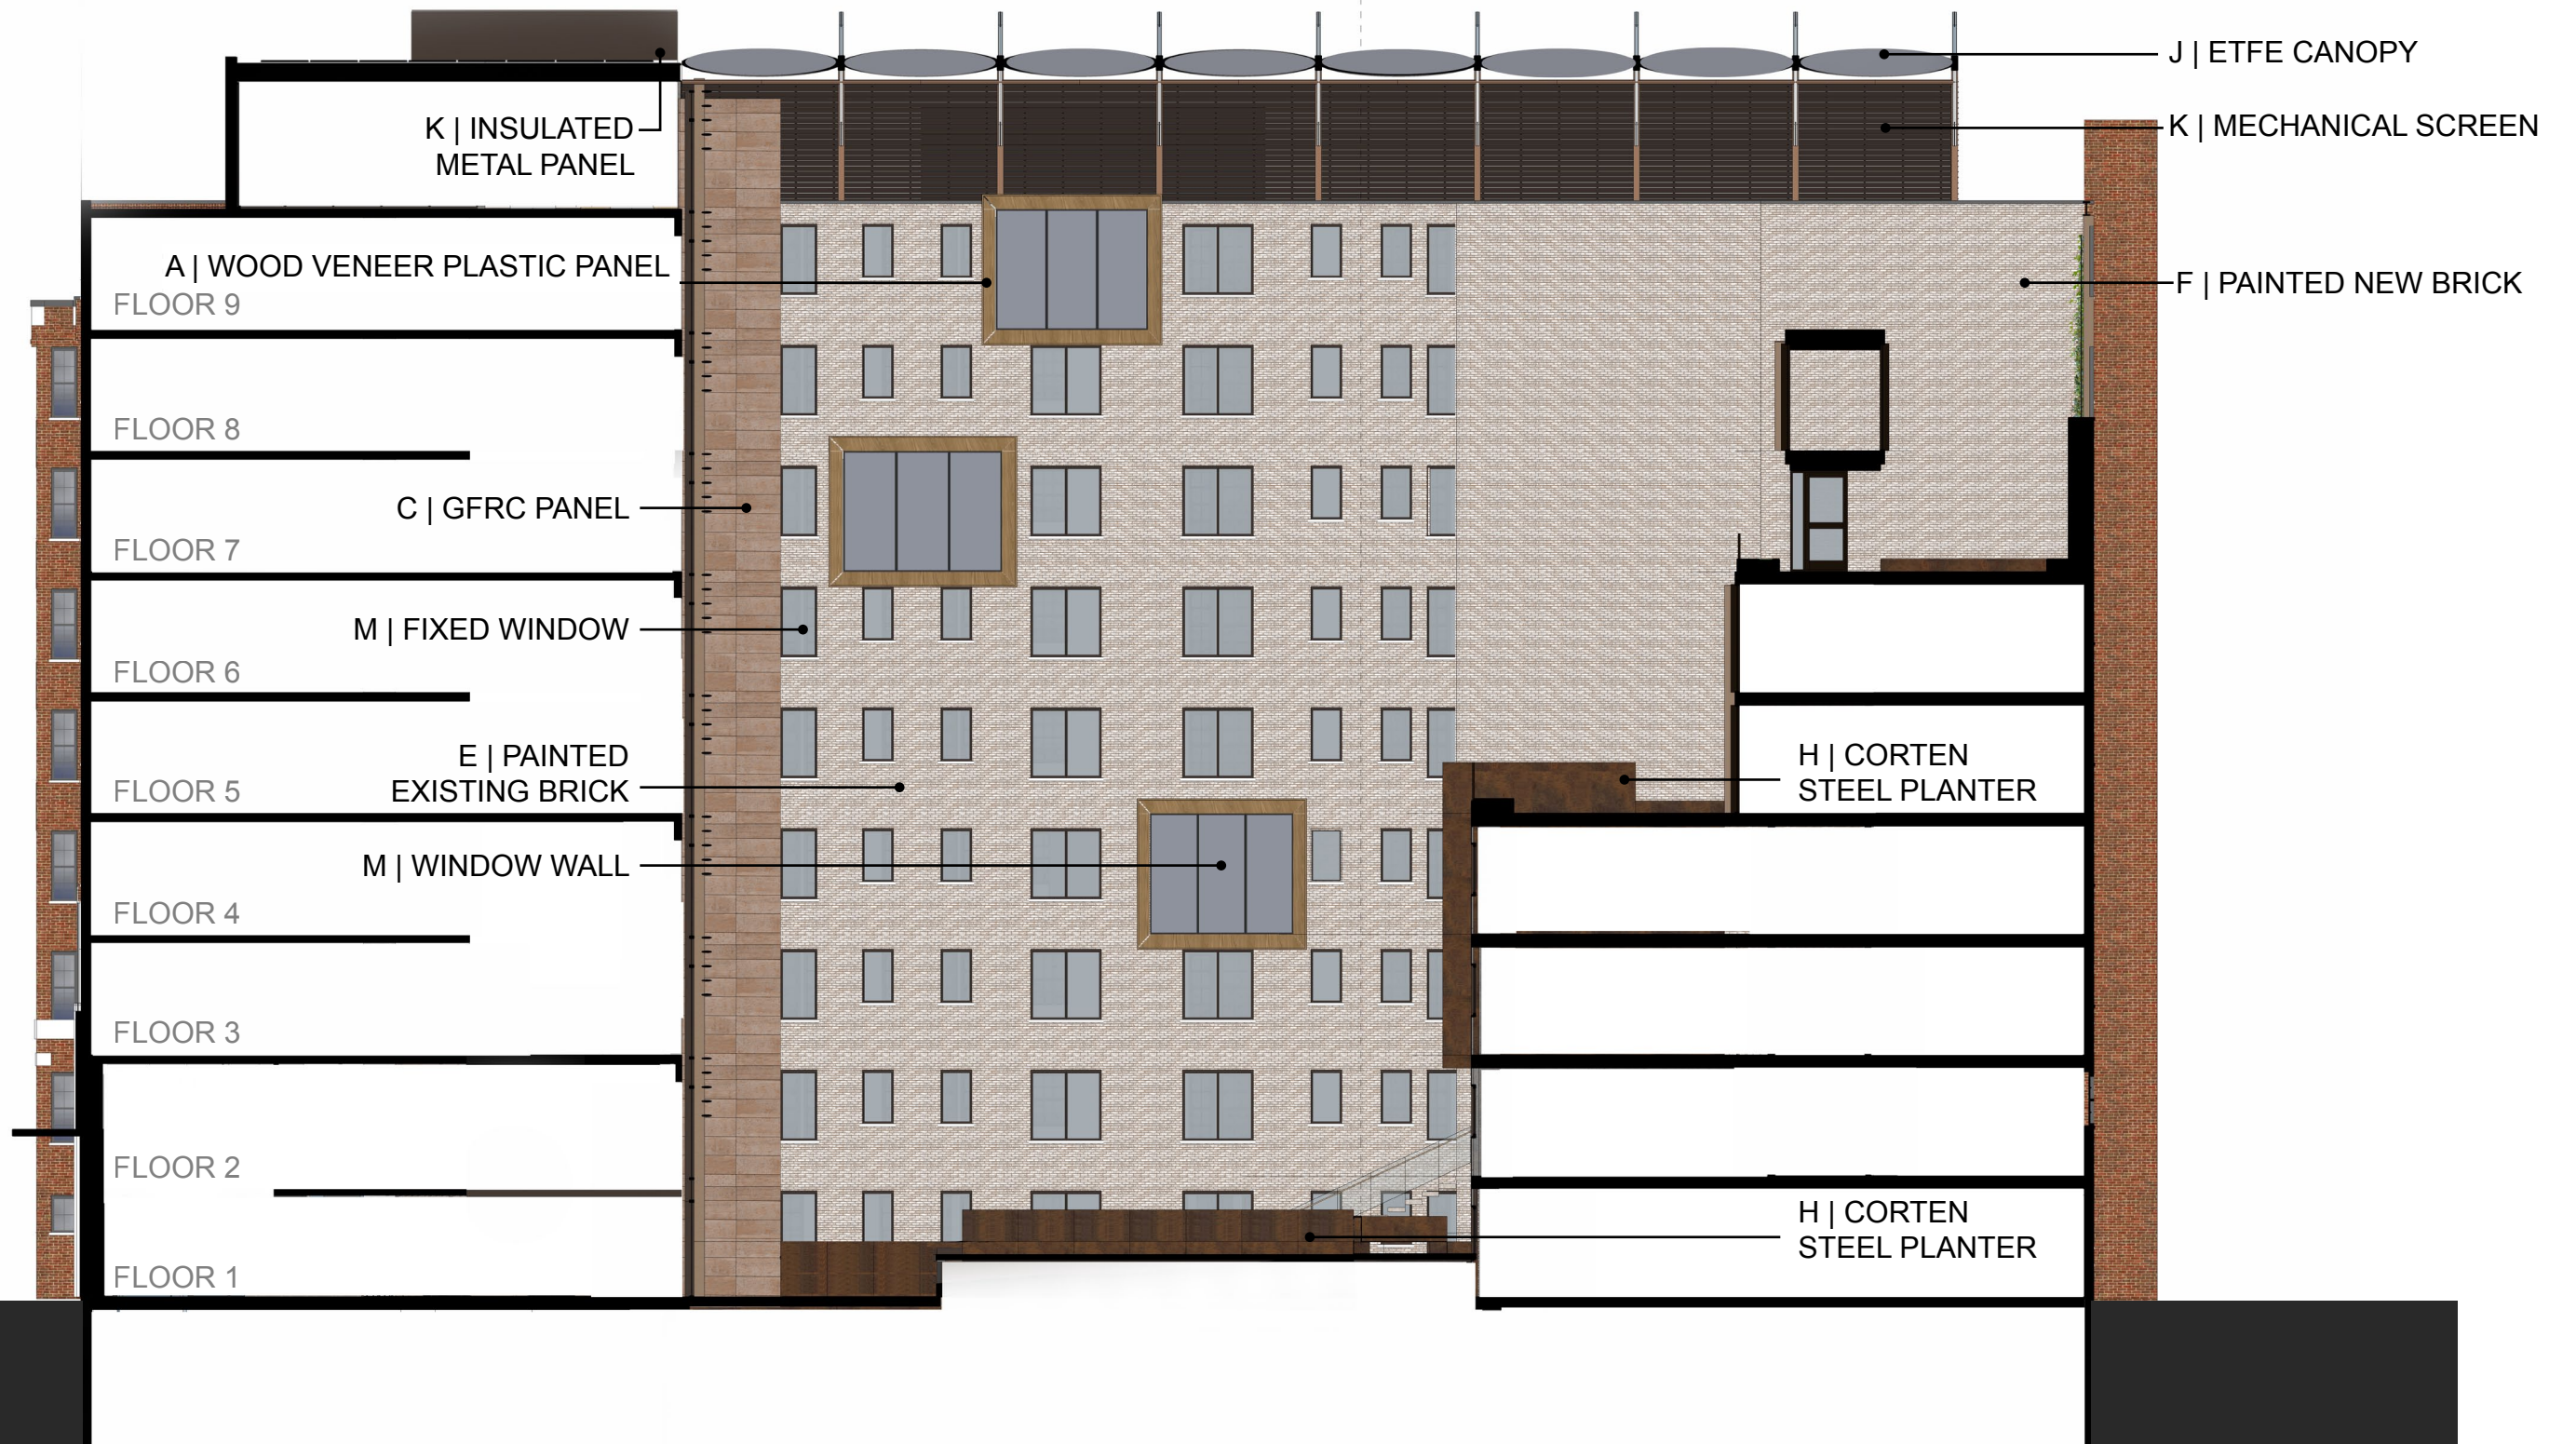 J | ETFE CANOPY
K | INSULATED
METAL PANEL
K | MECHANICAL SCREEN
A | WOOD VENEER PLASTIC PANEL
FLOOR 9
F | PAINTED NEW BRICK
FLOOR 8
C | GFRC PANEL
FLOOR 7
M | FIXED WINDOW
FLOOR 6
E | PAINTED
EXISTING BRICK
FLOOR 5
H | CORTEN
STEEL PLANTER
M | WINDOW WALL
FLOOR 4
FLOOR 3
FLOOR 2
H | CORTEN
STEEL PLANTER
FLOOR 1